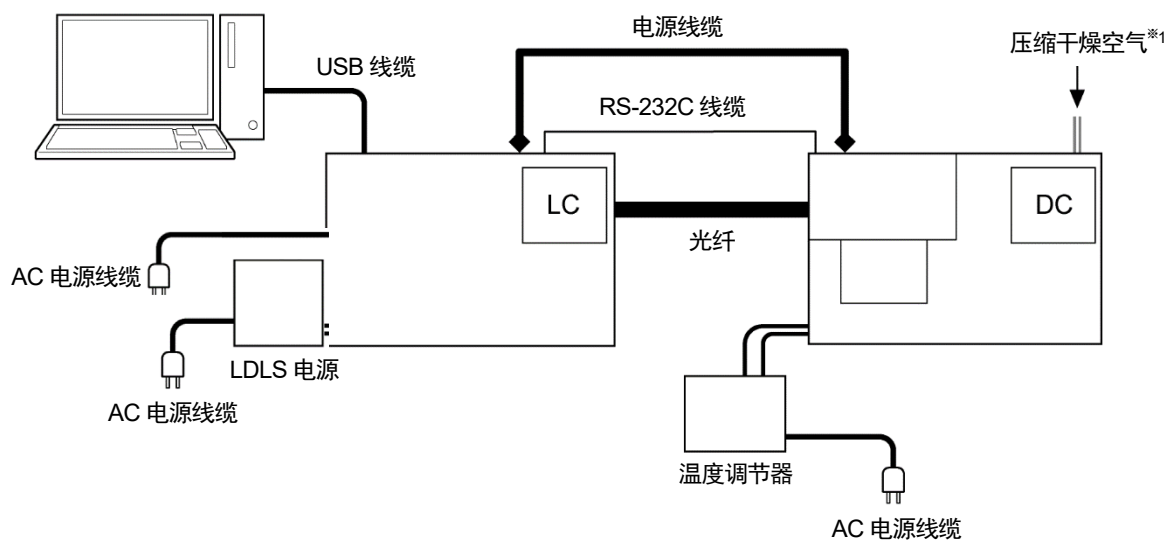 电源线缆
压缩干燥空气※1
USB 线缆
RS-232C 线缆
LC
DC
光纤
AC 电源线缆
LDLS 电源
AC 电源线缆
温度调节器
AC 电源线缆